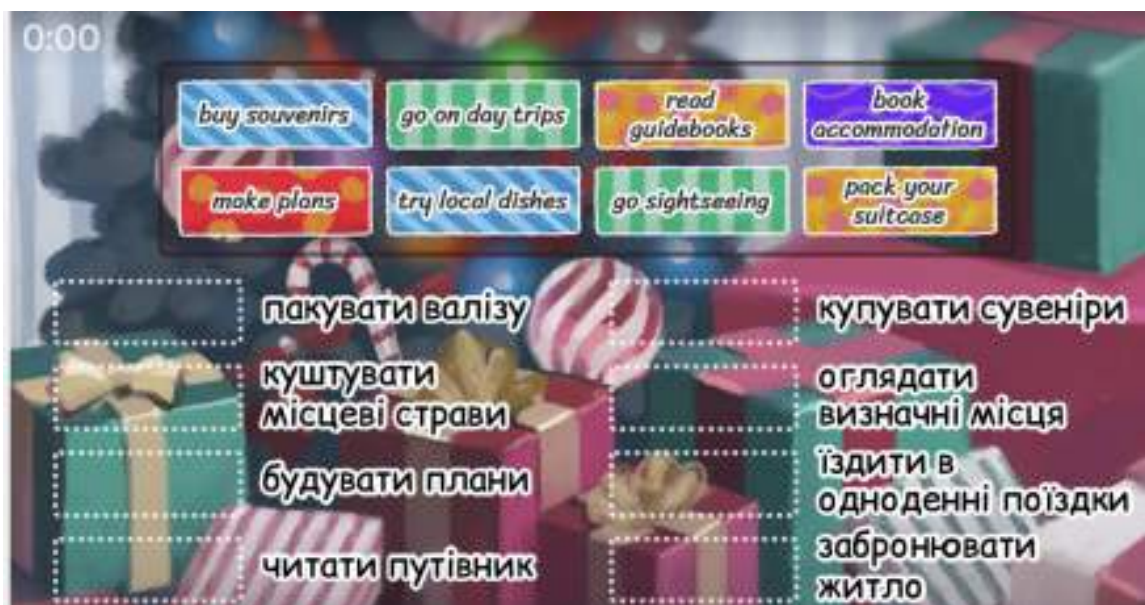 0:00
buy souvenirs
go on day trips
read
guidebooks
book
accommodation
make plans
try local dishes
go sightseeing
pack your
suitcase
пакувати валізу
купувати сувеніри
куштувати
місцеві страви
оглядати
визначні місця
будувати плани
їздити в
одноденні поїздки
читати путівник
забронювати
житло